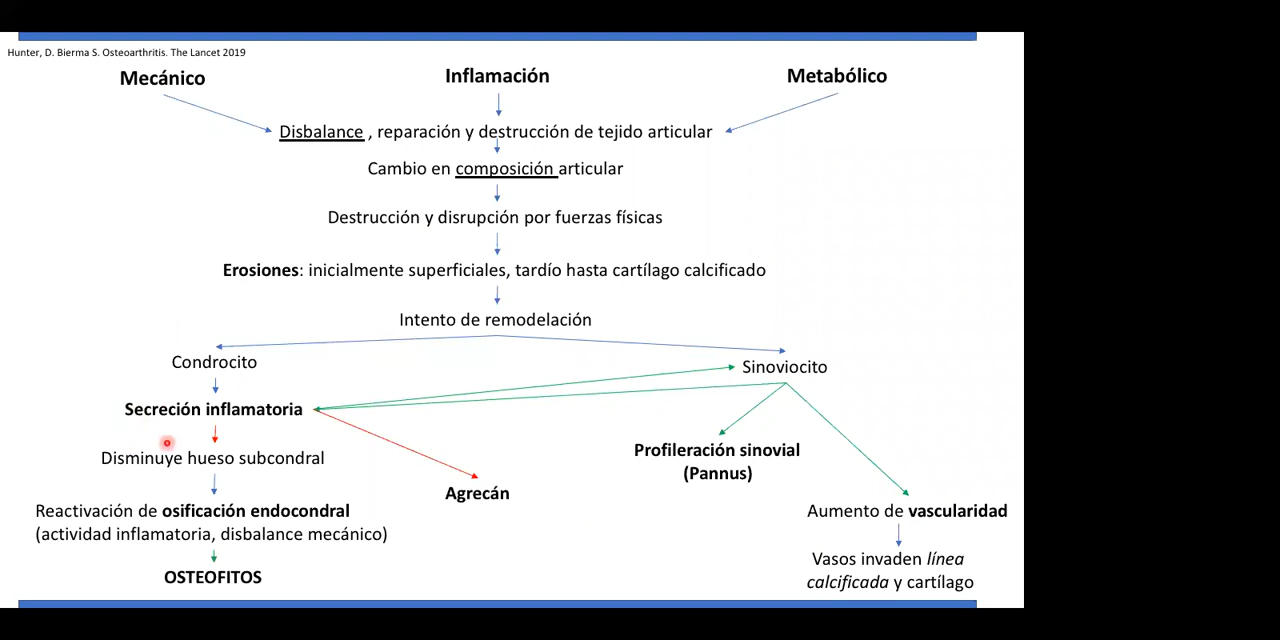 Hunter, D. Bierma S. Osteoarthritis. The Lancet 2019
Mecánico
Inflamación
Metabólico
Disbalance , reparación y destrucción de tejido articular
Cambio en composición articular
Destrucción y disrupción por fuerzas físicas
Erosiones: inicialmente superficiales, tardío hasta cartílago calcificado
Intento de remodelación
Condrocito
Sinoviocito
Secreción inflamatoria
Disminuye hueso subcondral
Profileración sinovial
(Pannus)
Agrecán
Reactivación de osificación endocondral
(actividad inflamatoria, disbalance mecánico)
Aumento de vascularidad
OSTEOFITOS
Vasos invaden línea
calcificada y cartílago